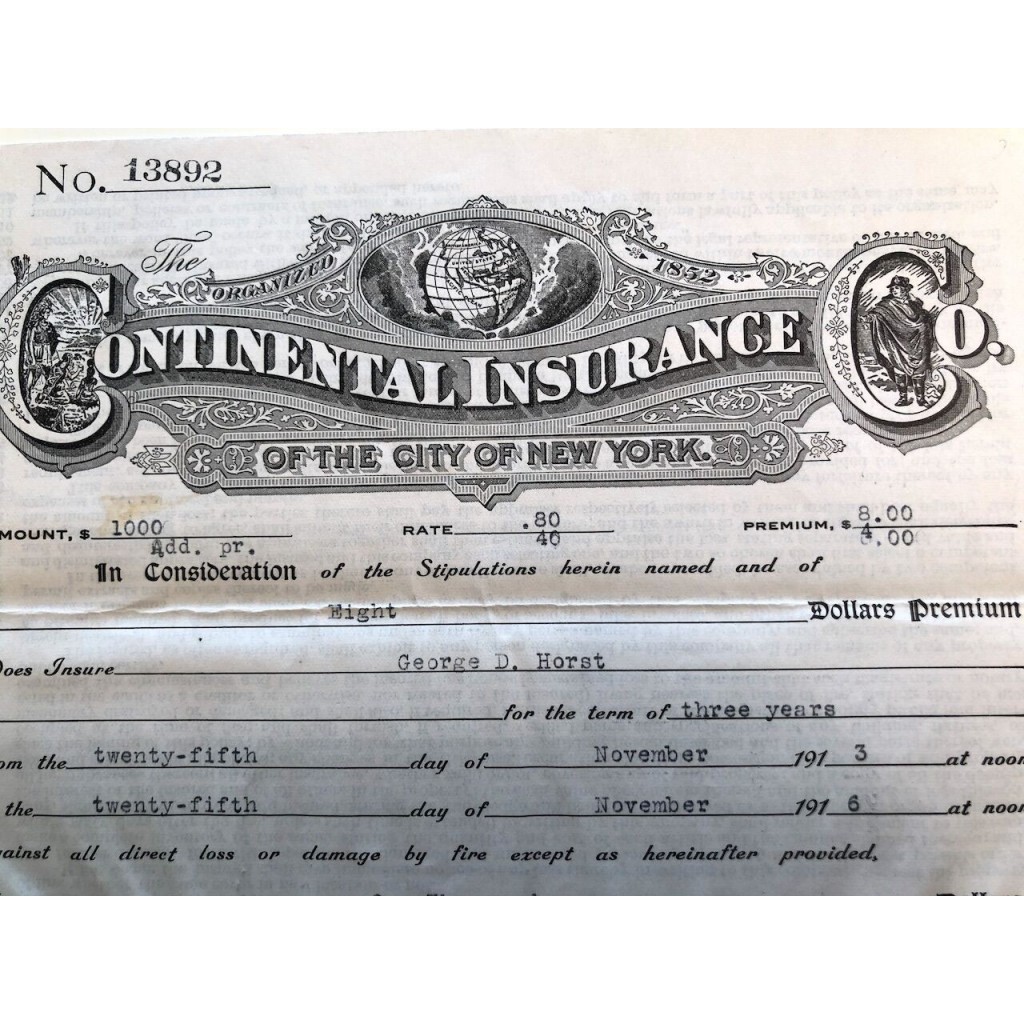 No. 13892
The
ORGANIZED 1852
UNITED STATES
CONTINENTAL INSURANCE CO.
OF THE CITY OF NEW YORK.
MOUNT, $ 1000 RATE .80 PREMIUM, $ 8.00
Add. pr. 40 4.00
In Consideration of the Stipulations herein named and of
Eight Dollars Premium
Does Insure George D. Horst
for the term of three years
om the twenty-fifth day of November 191 3 at noon
the twenty-fifth day of November 191 6 at noon
ainst all direct loss or damage by fire except as hereinafter provided,